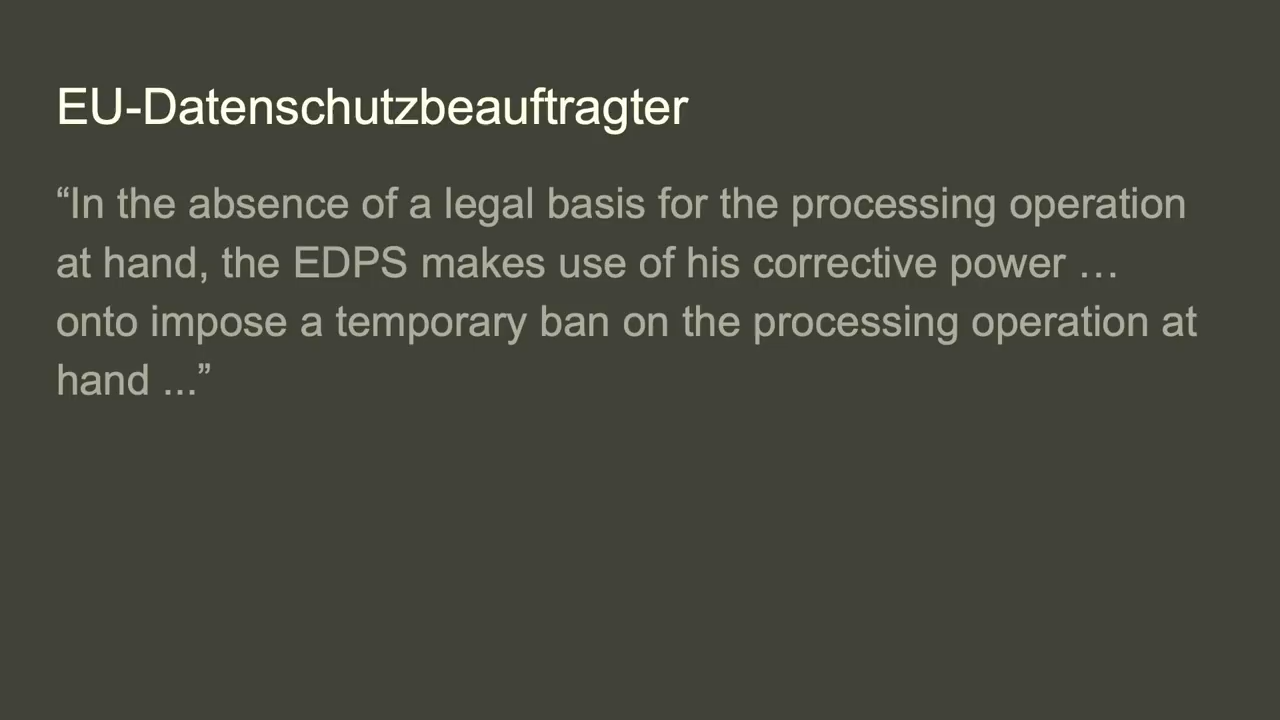 EU-Datenschutzbeauftragter
“In the absence of a legal basis for the processing operation
at hand, the EDPS makes use of his corrective power …
onto impose a temporary ban on the processing operation at
hand ...”